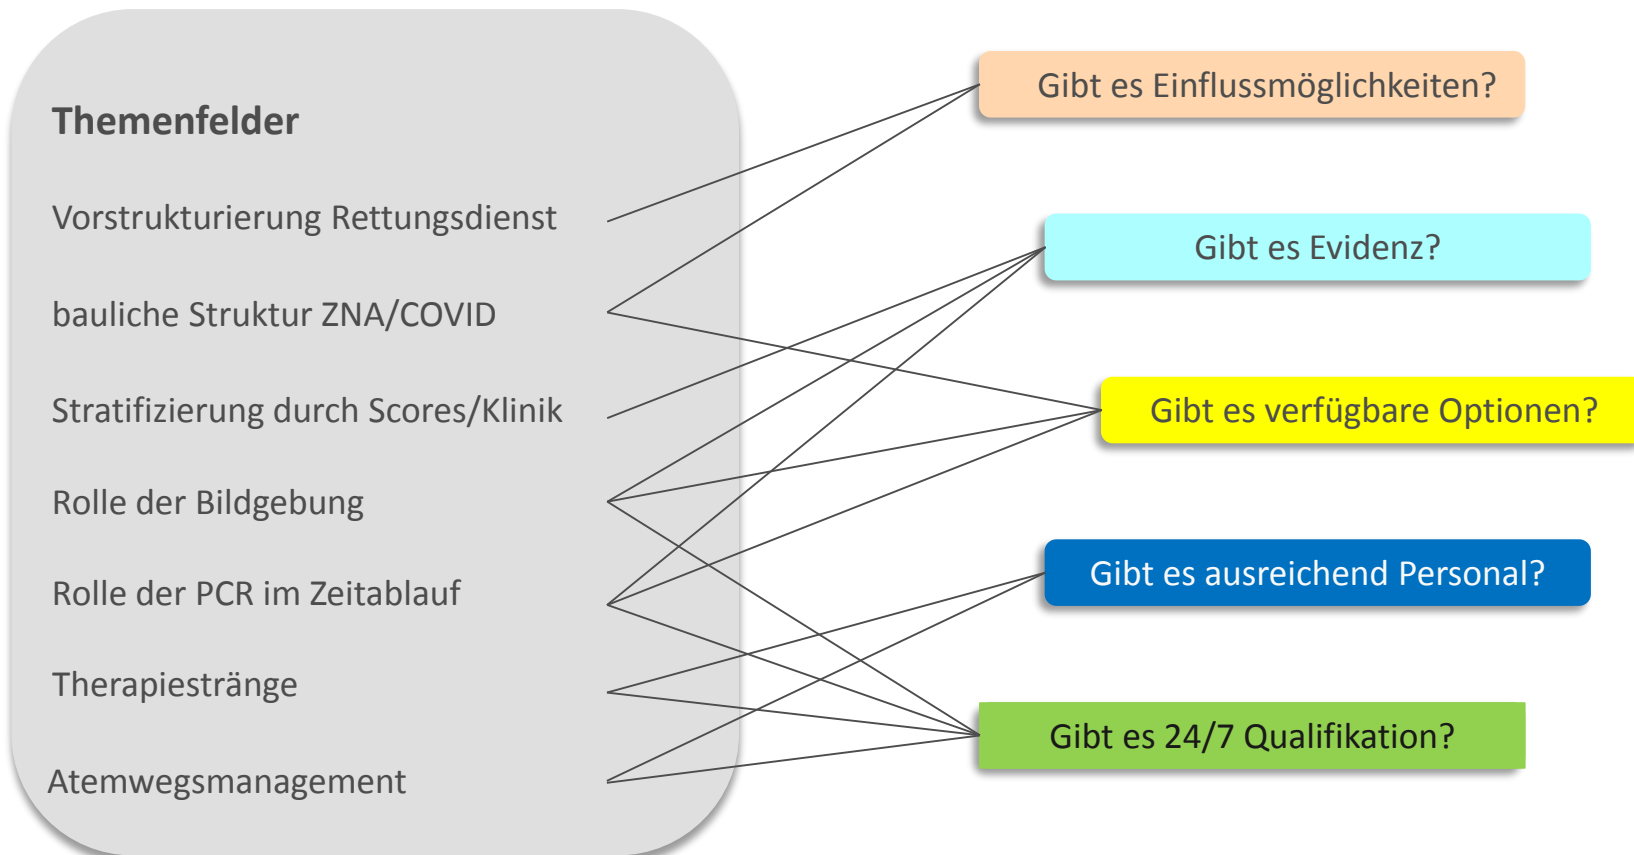 Themenfelder
Vorstrukturierung Rettungsdienst
bauliche Struktur ZNA/COVID
Stratifizierung durch Scores/Klinik
Rolle der Bildgebung
Rolle der PCR im Zeitablauf
Therapiestränge
Atemwegsmanagement
Gibt es Einflussmöglichkeiten?
Gibt es Evidenz?
Gibt es verfügbare Optionen?
Gibt es ausreichend Personal?
Gibt es 24/7 Qualifikation?